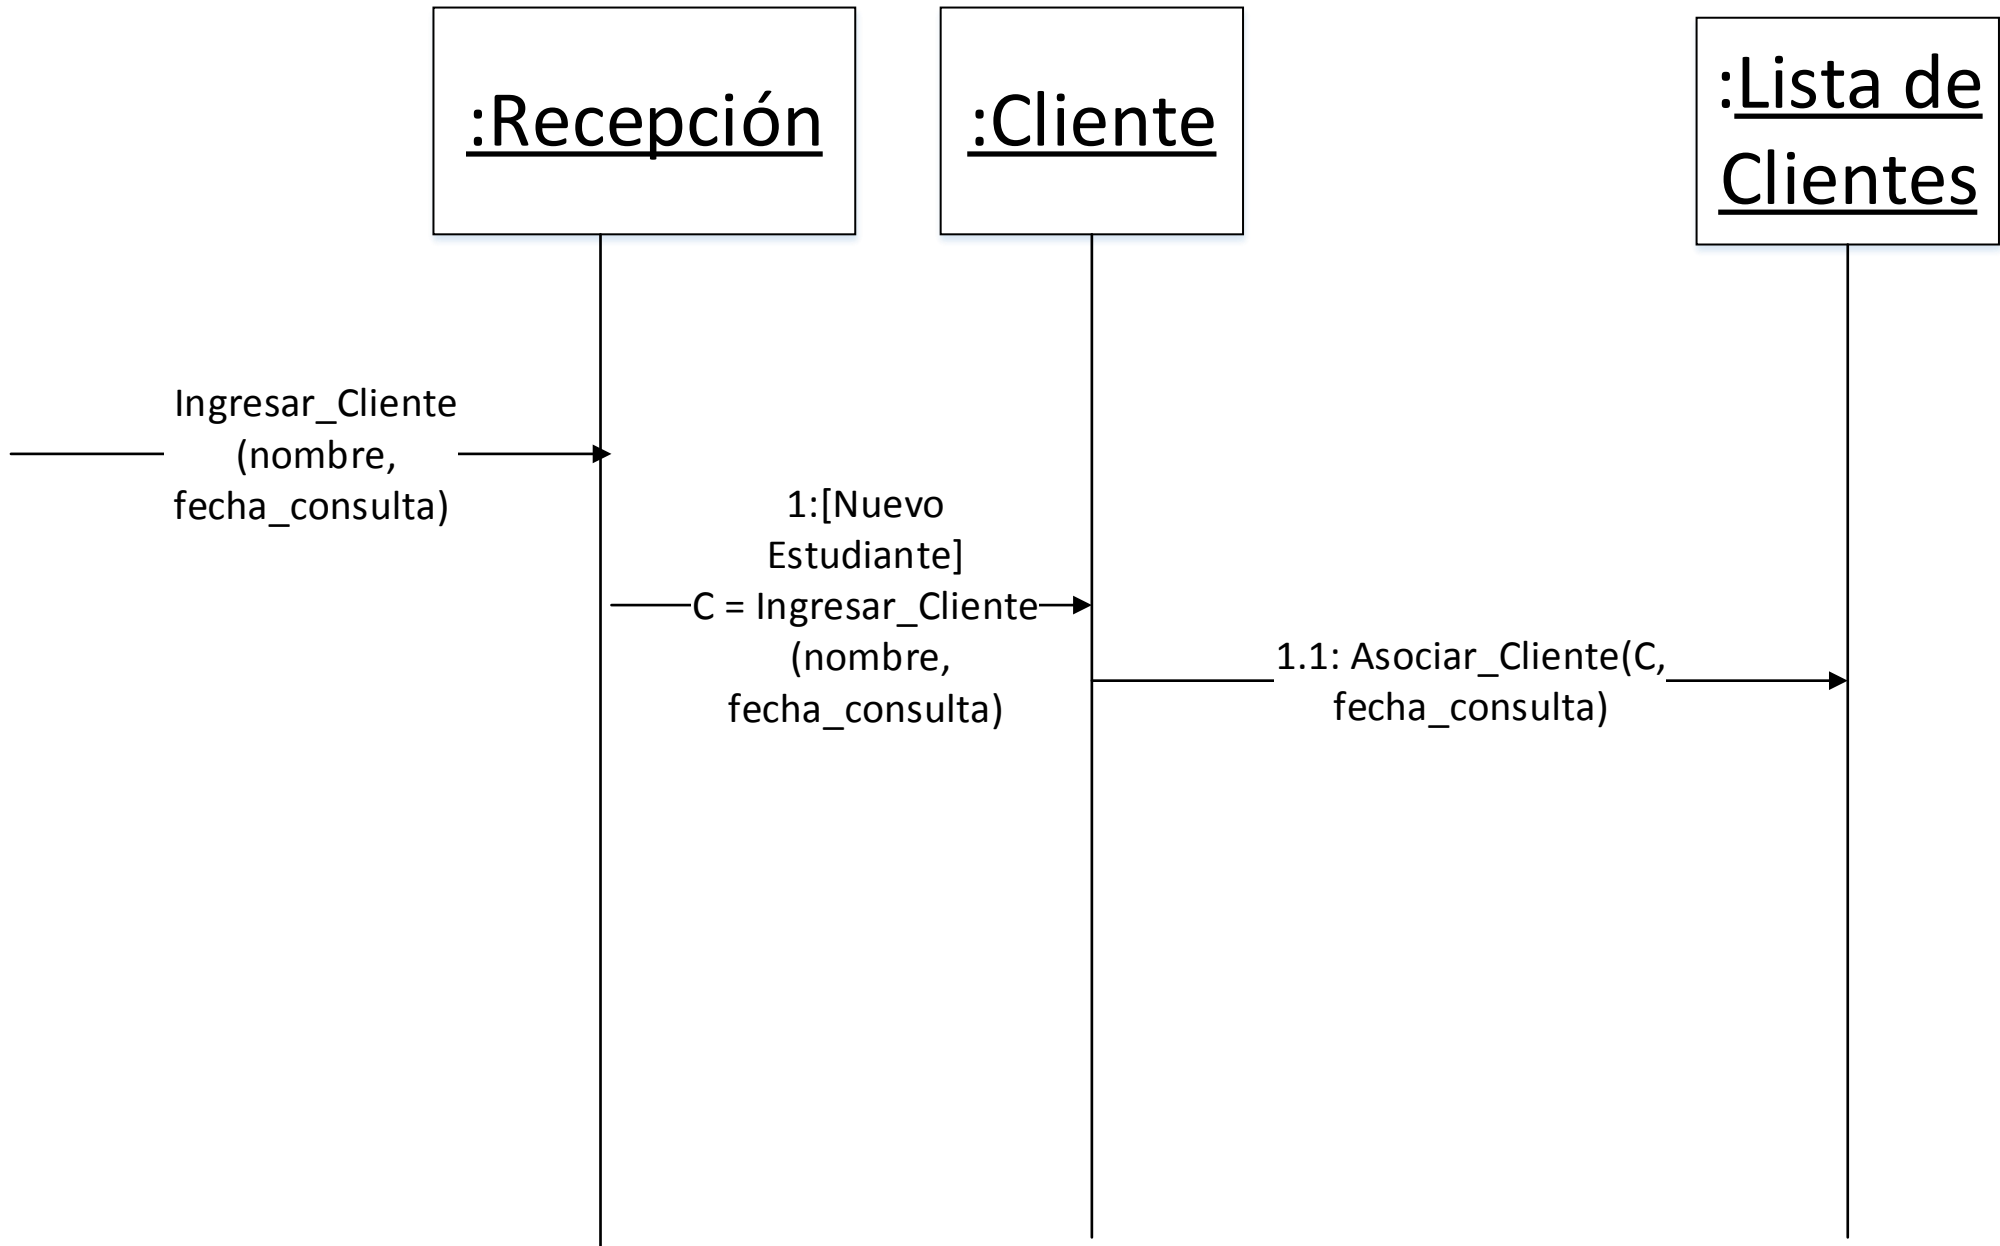 :Recepción
:Cliente
:Lista de
Clientes
Ingresar_Cliente
(nombre,
fecha_consulta)
1:[Nuevo
Estudiante]
C = Ingresar_Cliente
(nombre,
fecha_consulta)
1.1: Asociar_Cliente(C,
fecha_consulta)